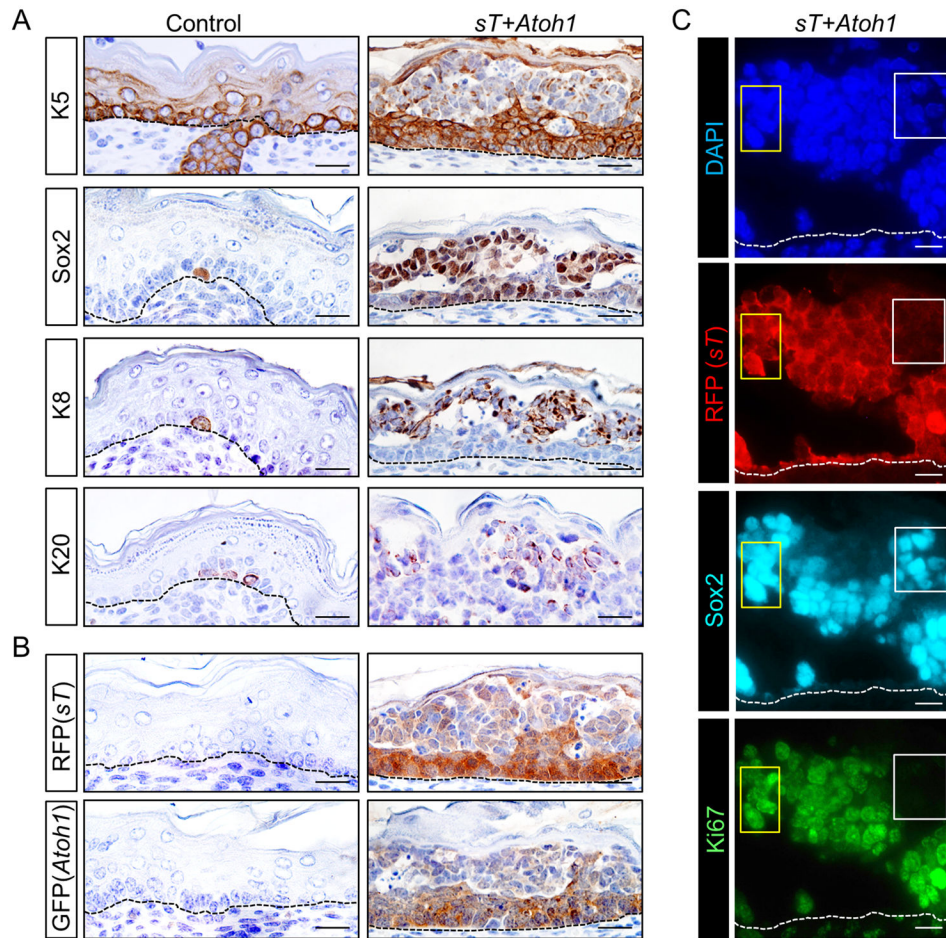 A
Control
sT+Atoh1
K5
Sox2
K8
K20
B
RFP(sT)
GFP(Atoh1)
C
sT+Atoh1
DAPI
RFP (sT)
Sox2
Ki67